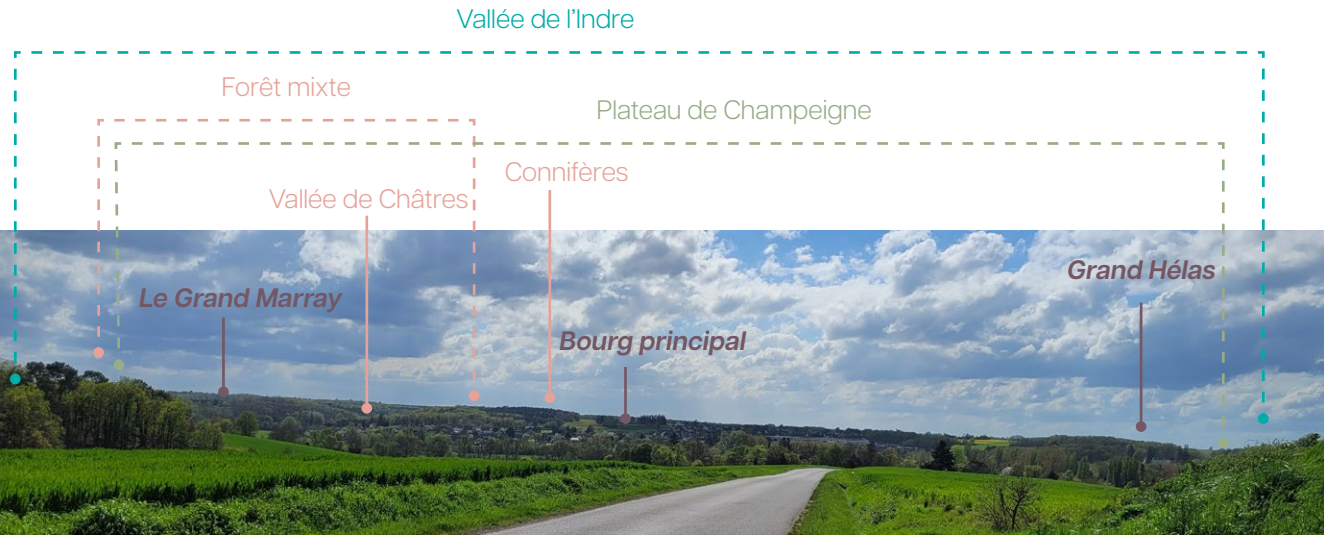 Vallée de l'Indre
Forêt mixte
Plateau de Champeigne
Connifères
Vallée de Châtres
Grand Hélas
Le Grand Marray
Bourg principal